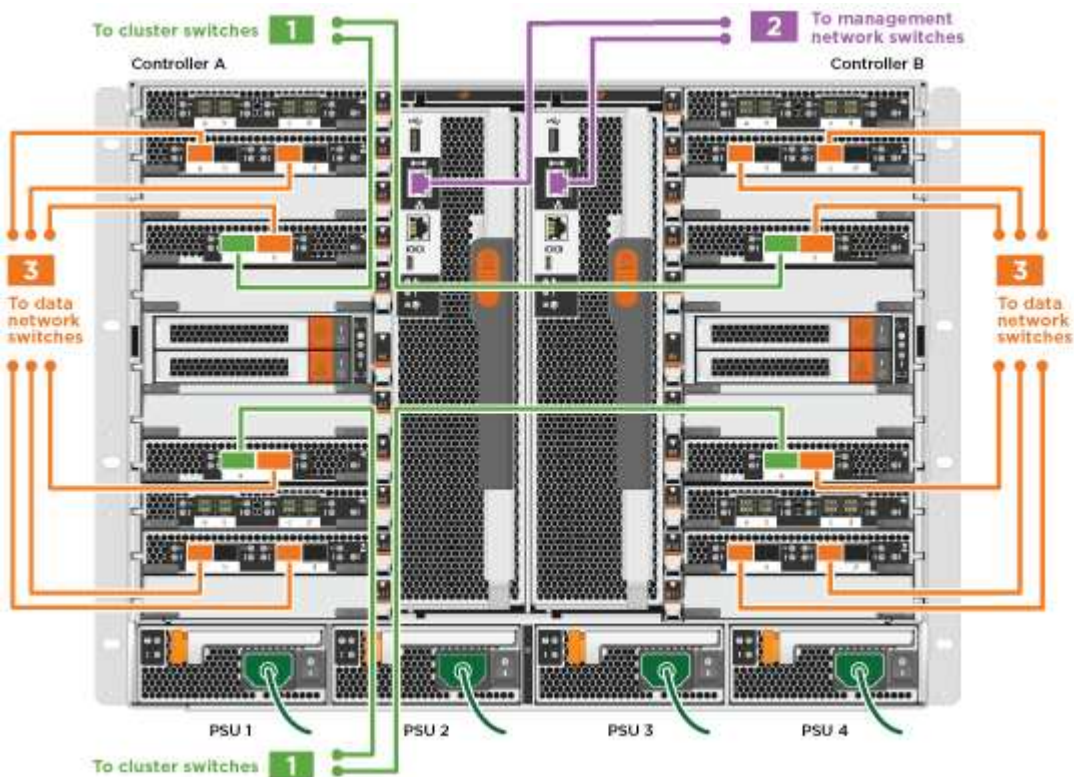 To cluster switches 1
2 To management
network switches
Controller A
Controller B
3
To data
network
switches
3
To data
network
switches
PSU 1
PSU 2
PSU 3
PSU 4
To cluster switches 1